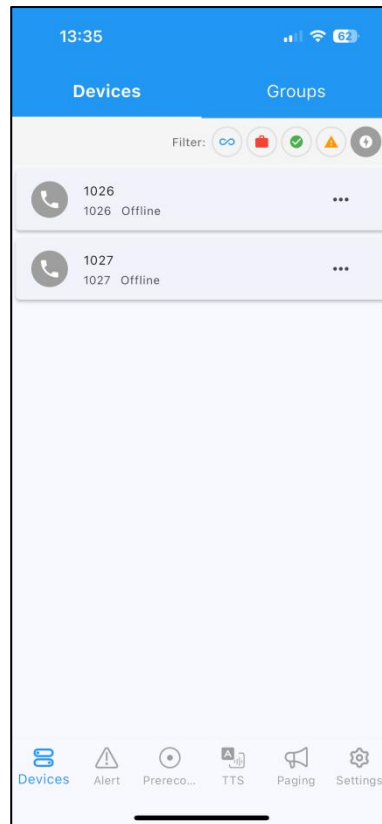 13:35
62
Devices
Groups
Filter:
1026
1026 Offline
1027
1027 Offline
Devices
Alert
Prereco...
TTS
Paging
Settings